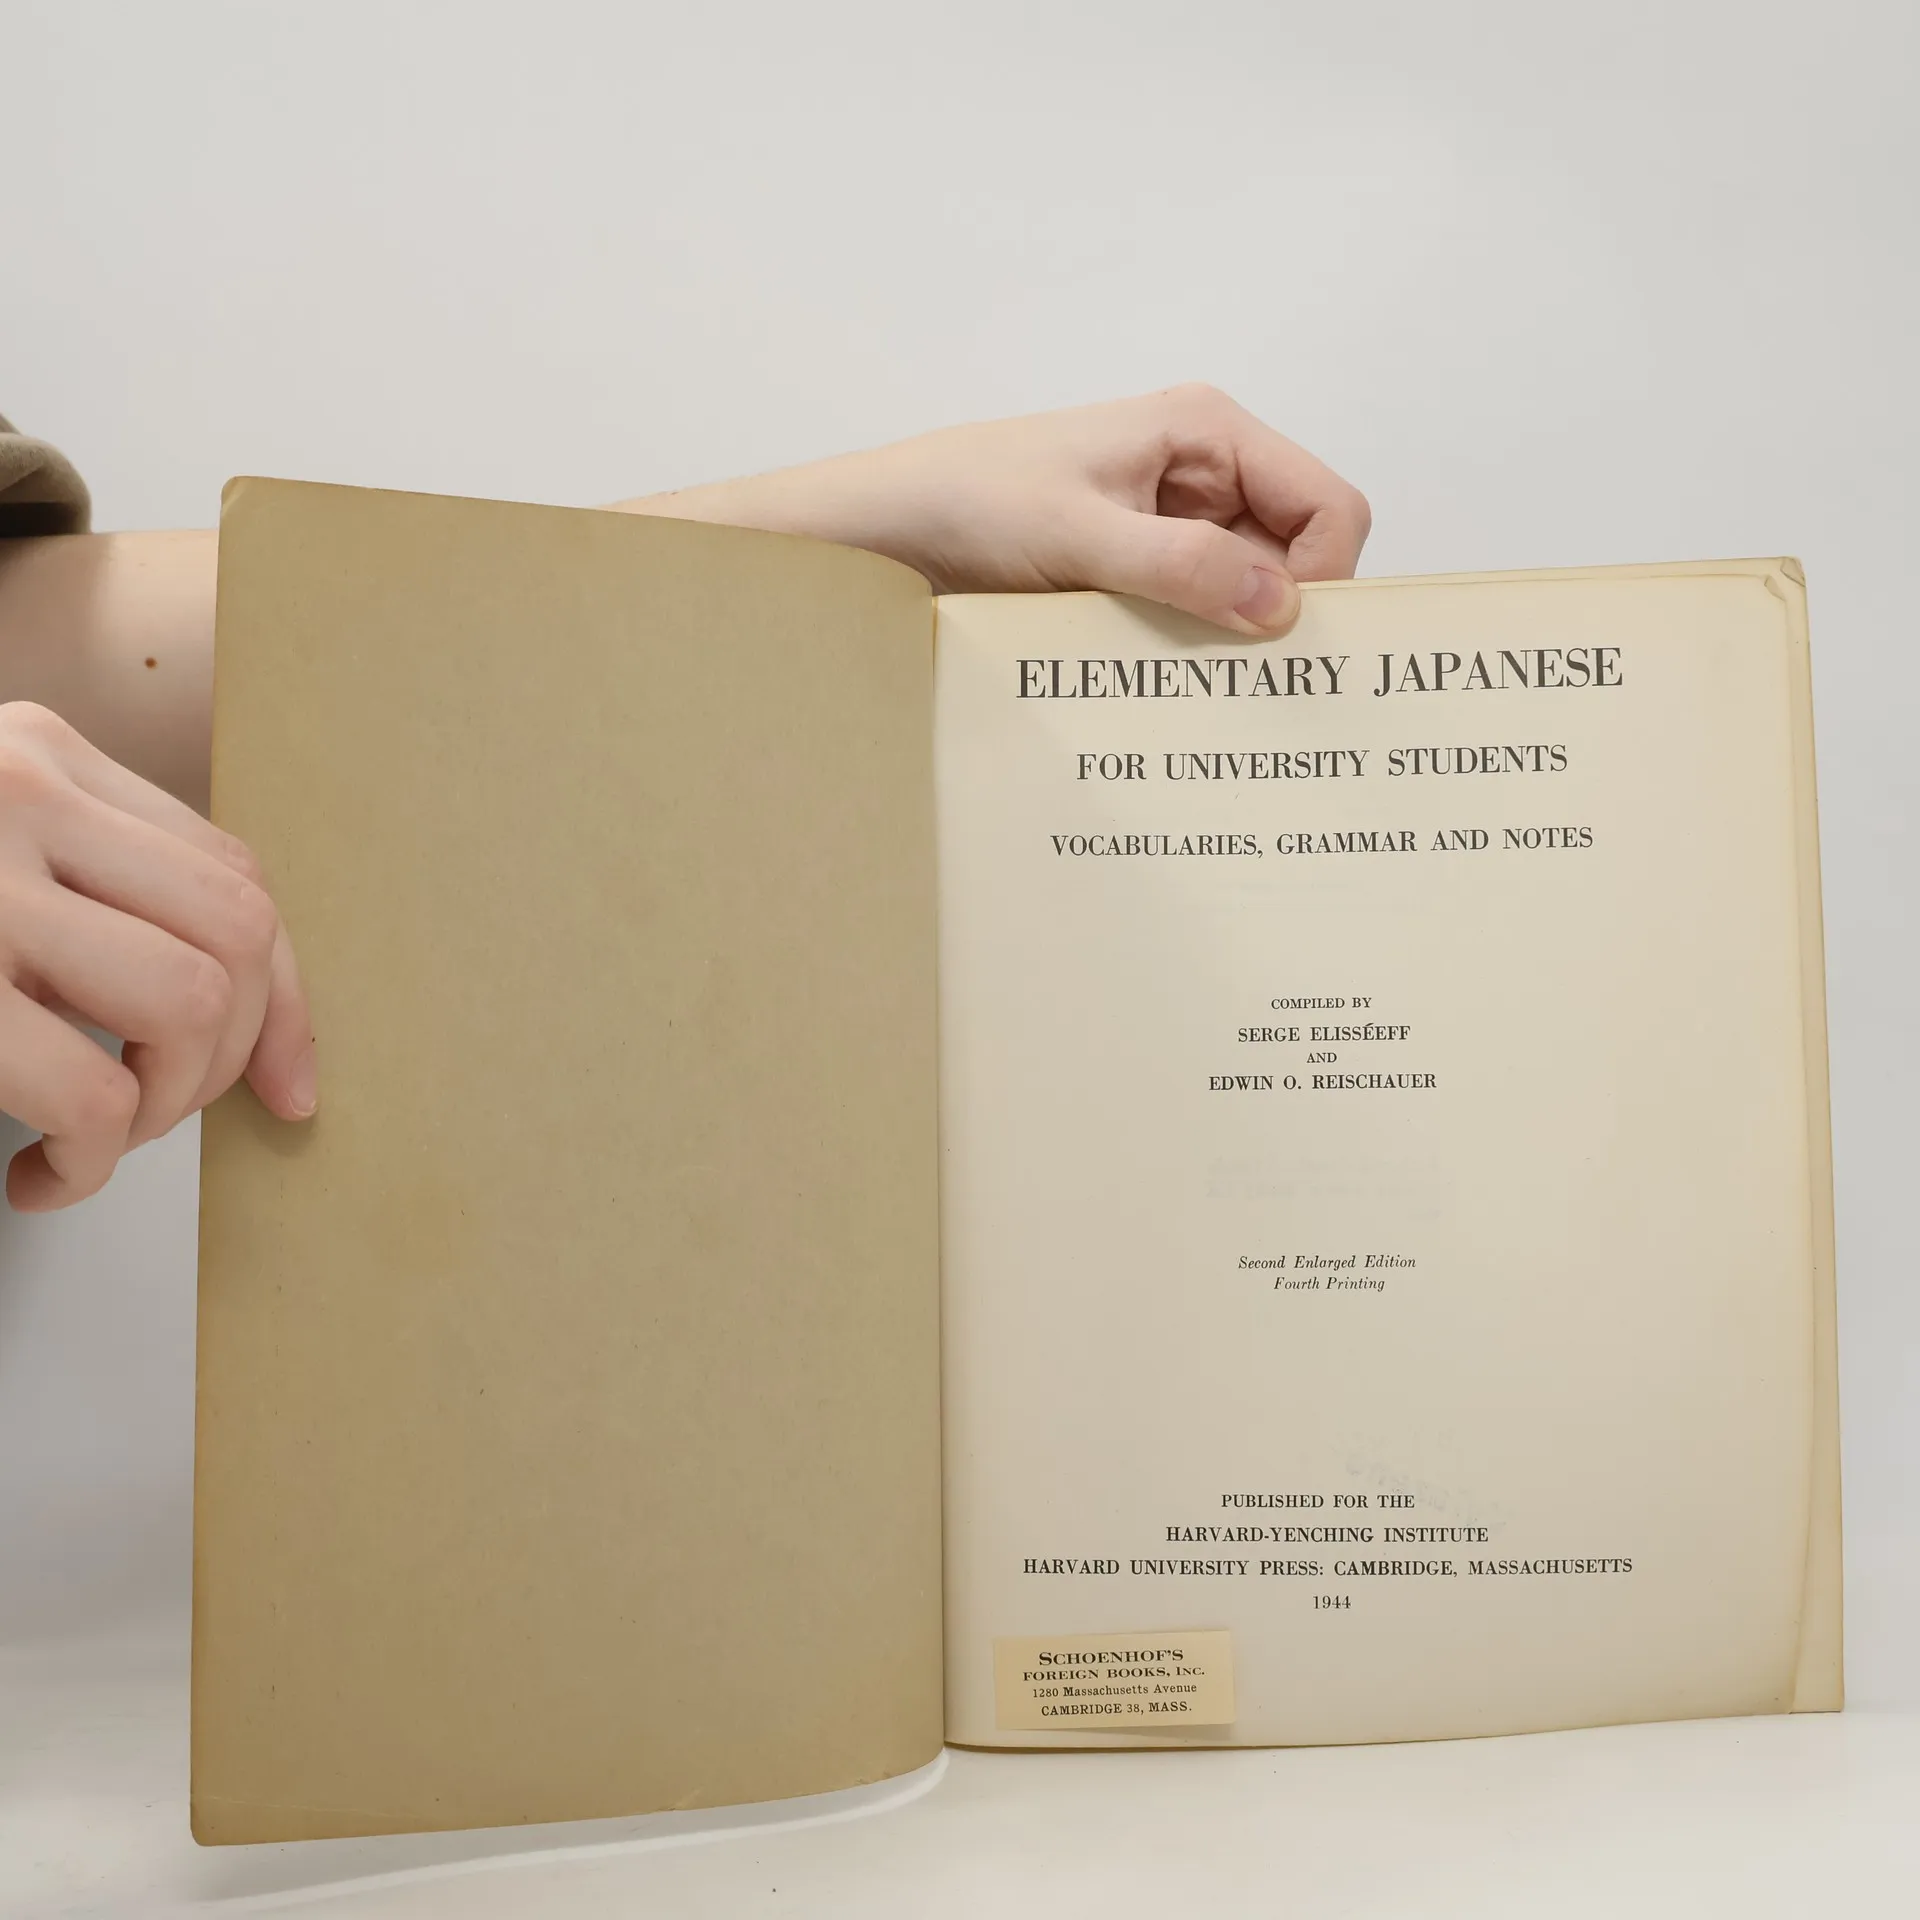 ELEMENTARY JAPANESE
FOR UNIVERSITY STUDENTS
VOCABULARIES, GRAMMAR AND NOTES
COMPILED BY
SERGE ELISSÉEFF
AND
EDWIN O. REISCHAUER
Second Enlarged Edition
Fourth Printing
PUBLISHED FOR THE
HARVARD-YENCHING INSTITUTE
HARVARD UNIVERSITY PRESS: CAMBRIDGE, MASSACHUSETTS
1944
SCHOENHOF'S
FOREIGN BOOKS, INC.
1280 Massachusetts Avenue
CAMBRIDGE 38, MASS.